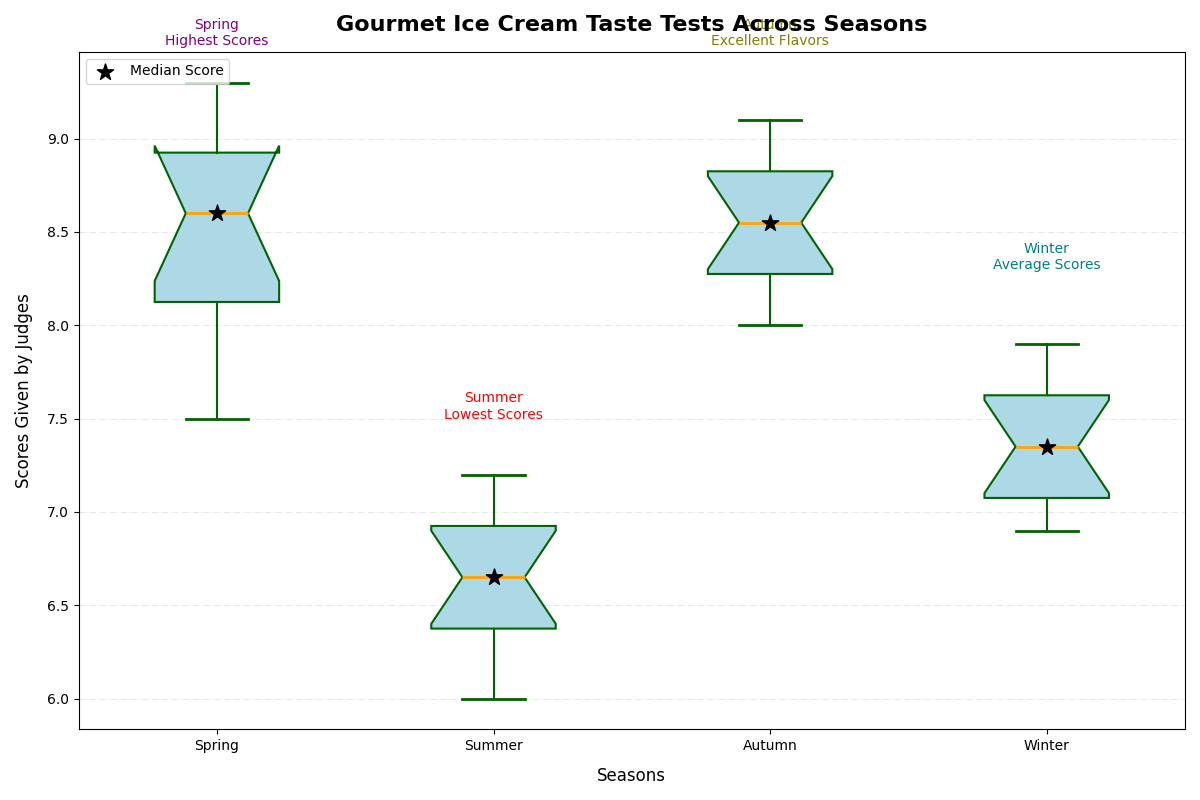 Gourmet Ice Cream Taste Tests Across Seasons
Spring
Highest Scores
Excellent Flavors
Median Score
Winter
Average Scores
Summer
Lowest Scores
Scores Given by Judges
9.0
8.5
8.0
7.5
7.0
6.5
6.0
Spring
Summer
Autumn
Winter
Seasons